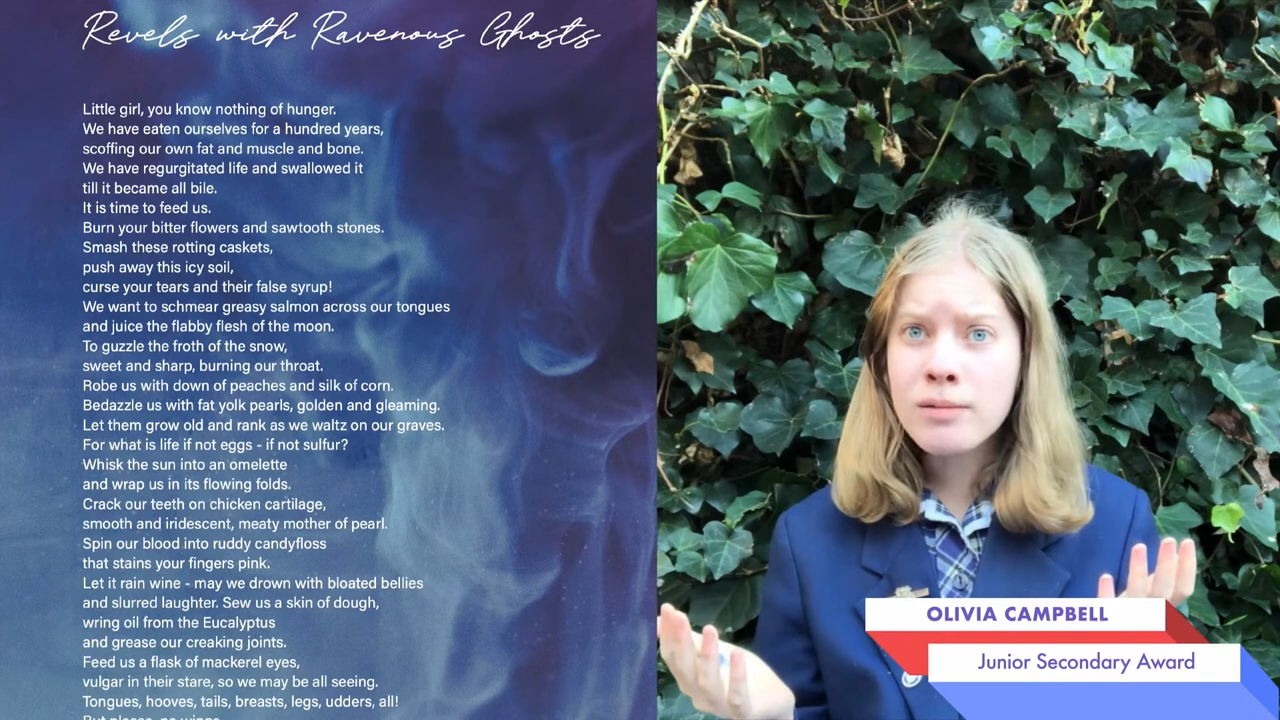 Revels with Ravenous Ghosts
Little girl, you know nothing of hunger.
We have eaten ourselves for a hundred years,
scoffing our own fat and muscle and bone.
We have regurgitated life and swallowed it
till it became all bile.
It is time to feed us.
Burn your bitter flowers and sawtooth stones.
Smash these rotting caskets,
push away this icy soil,
curse your tears and their false syrup!
We want to schmear greasy salmon across our tongues
and juice the flabby flesh of the moon.
To guzzle the froth of the snow,
sweet and sharp, burning our throat.
Robe us with down of peaches and silk of corn.
Bedazzle us with fat yolk pearls, golden and gleaming.
Let them grow old and rank as we waltz on our graves.
For what is life if not eggs - if not sulfur?
Whisk the sun into an omelette
and wrap us in its flowing folds.
Crack our teeth on chicken cartilage,
smooth and iridescent, meaty mother of pearl.
Spin our blood into ruddy candyfloss
that stains your fingers pink.
Let it rain wine - may we drown with bloated bellies
and slurred laughter. Sew us a skin of dough,
wring oil from the Eucalyptus
and grease our creaking joints.
Feed us a flask of mackerel eyes,
vulgar in their stare, so we may be all seeing.
Tongues, hooves, tails, breasts, legs, udders, all!
But please, no wings
OLIVIA CAMPBELL
Junior Secondary Award